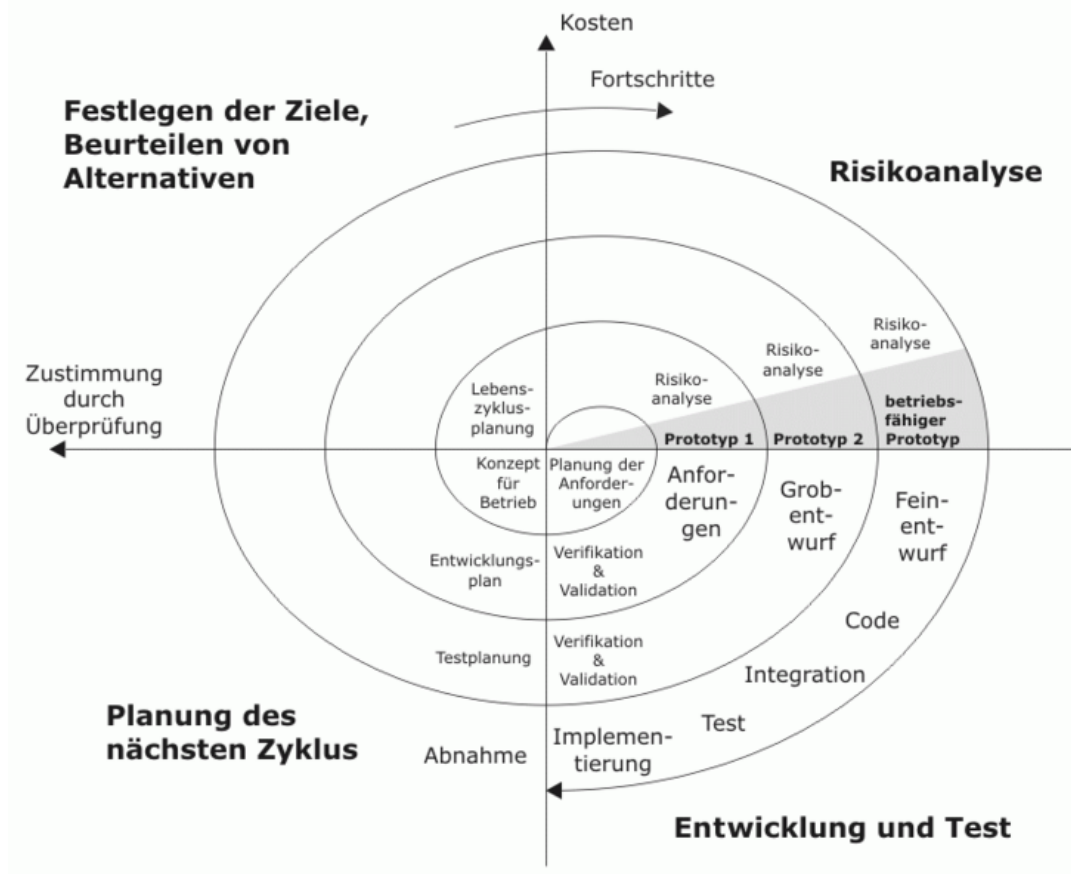 Kosten
Fortschritte
Festlegen der Ziele,
Beurteilen von
Alternativen
Risikoanalyse
Risiko-
analyse
Risiko-
analyse
Risiko-
analyse
Zustimmung
durch
Überprüfung
Lebens-
zyklus-
planung
betriebs-
fähiger
Prototyp
Prototyp 1
Prototyp 2
Konzept
für
Betrieb
Planung der
Anforder-
ungen
Anfor-
derun-
gen
Grob-
ent-
wurf
Fein-
ent-
wurf
Entwicklungs-
plan
Verifikation
&
Validation
Code
Testplanung
Verifikation
&
Validation
Integration
Test
Planung des
nächsten Zyklus
Abnahme
Implemen-
tierung
Entwicklung und Test